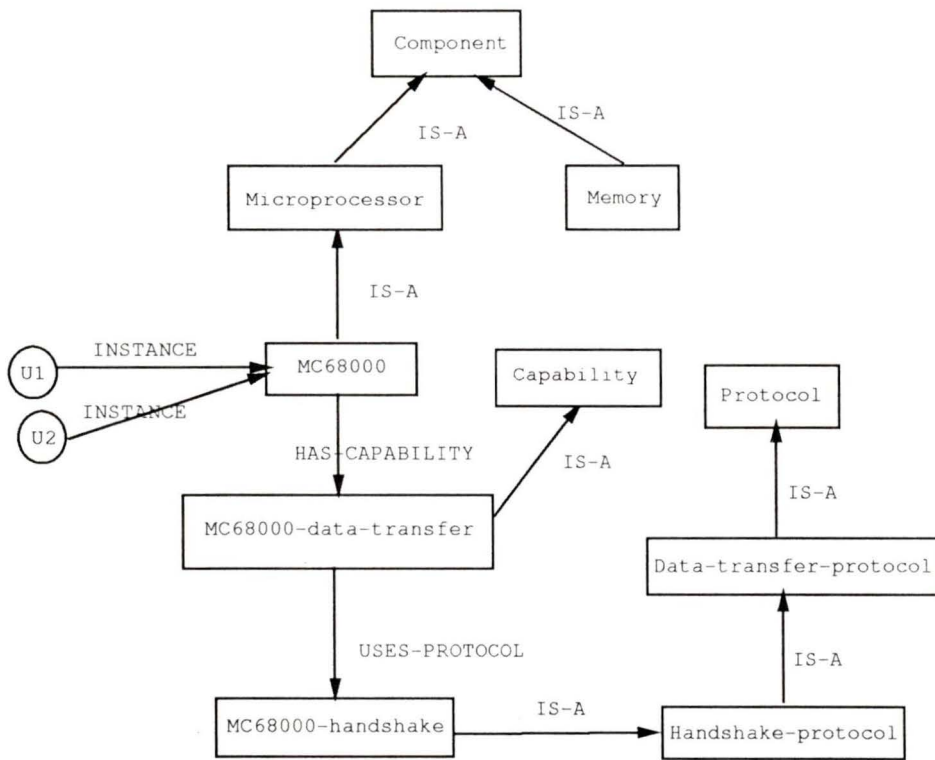 Component
IS-A
IS-A
Microprocessor
Memory
IS-A
INSTANCE
U1
MC68000
Capability
Protocol
INSTANCE
U2
HAS-CAPABILITY
IS-A
IS-A
MC68000-data-transfer
Data-transfer-protocol
USES-PROTOCOL
IS-A
IS-A
MC68000-handshake
Handshake-protocol